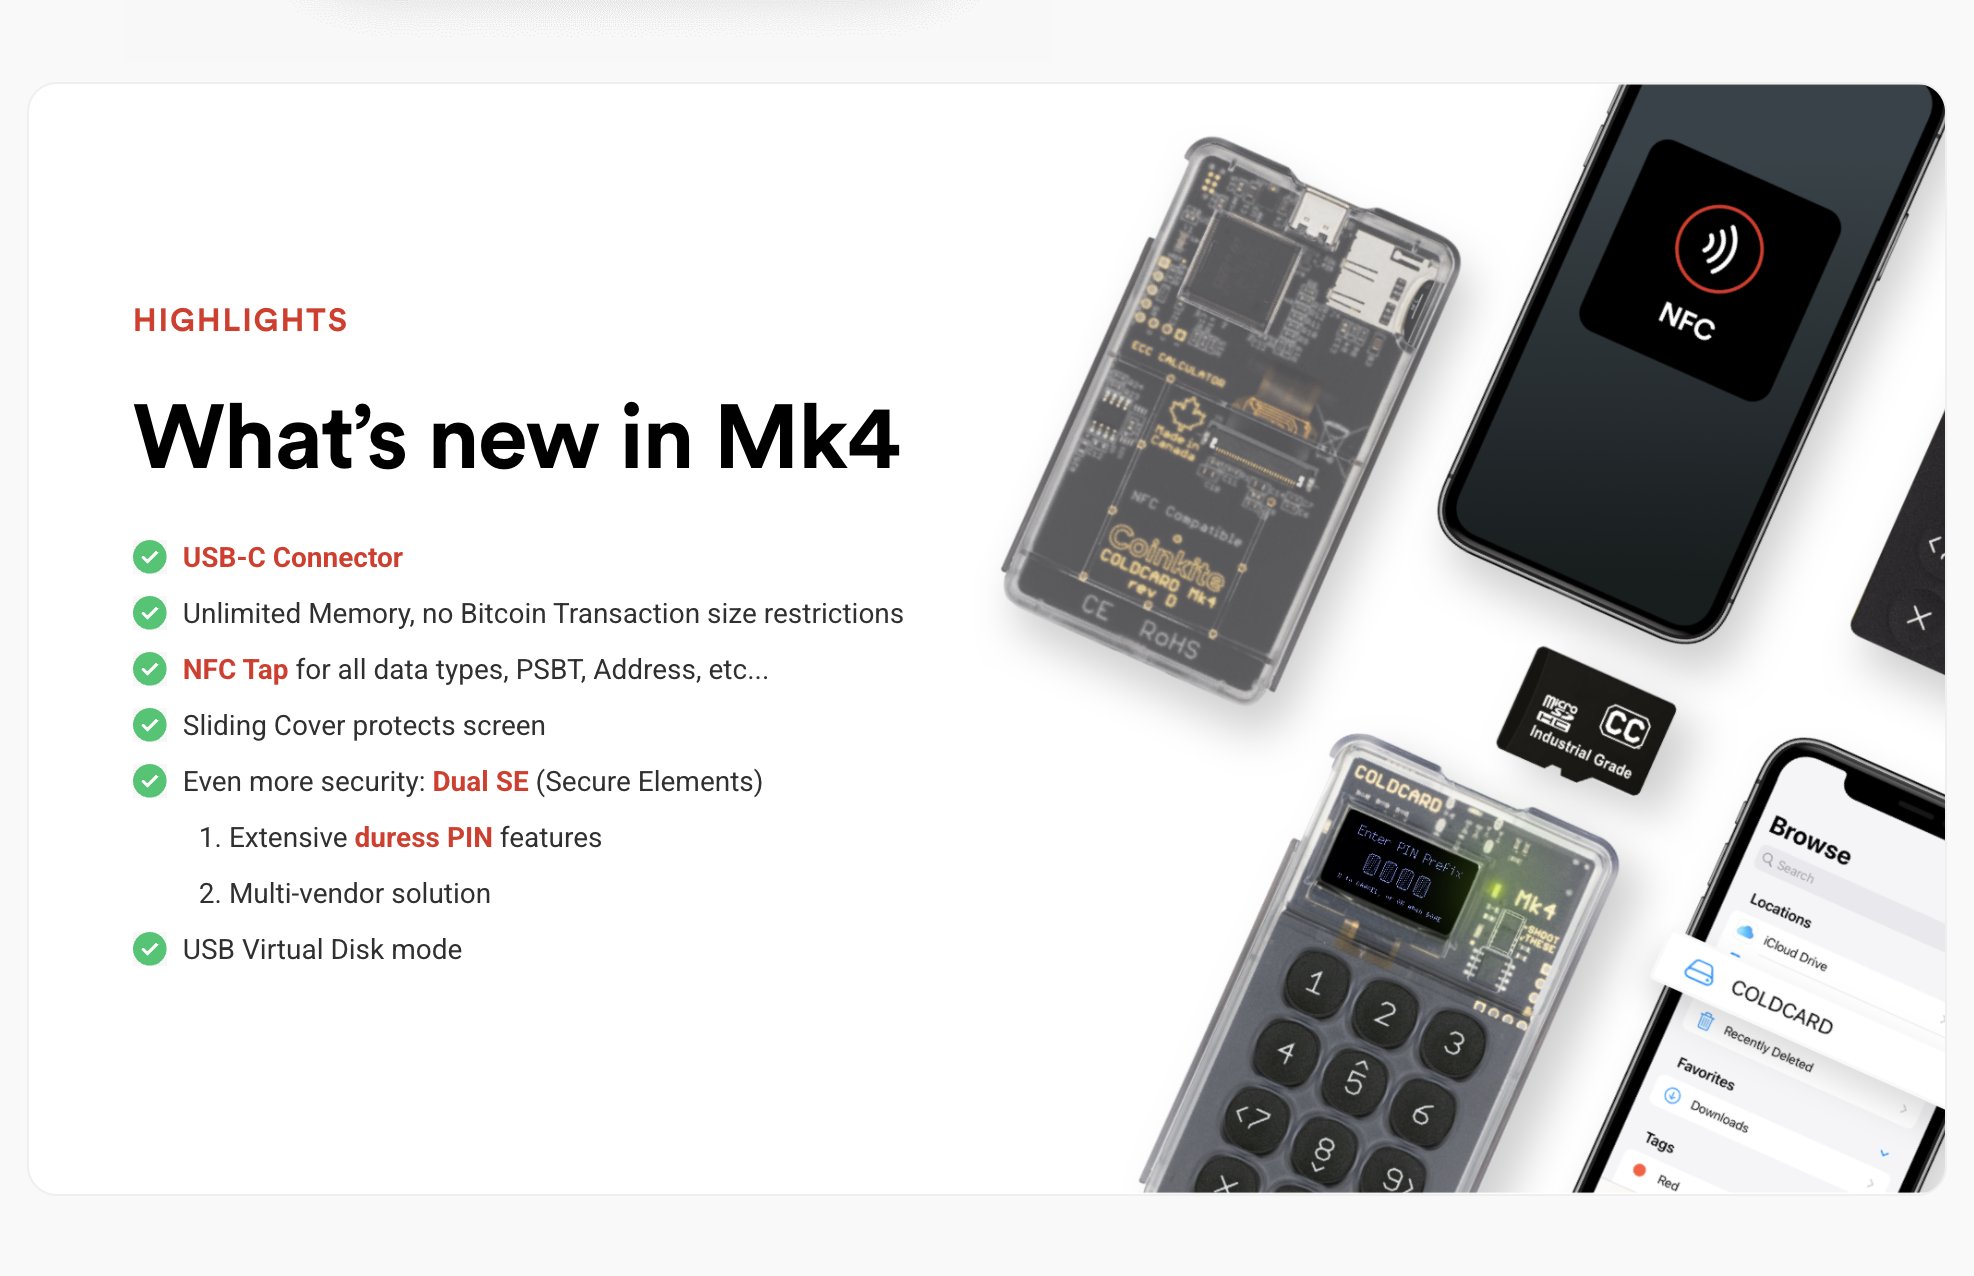 HIGHLIGHTS
What's new in Mk4
USB-C Connector
Unlimited Memory, no Bitcoin Transaction size restrictions
NFC Tap for all data types, PSBT, Address, etc...
Sliding Cover protects screen
Even more security: Dual SE (Secure Elements)
1. Extensive duress PIN features
2. Multi-vendor solution
USB Virtual Disk mode
ECC CALCULATOR
Made in
Canada
NFC Compatible
Coinkite
COLDCARD Mk4
rev D
CE RoHS
NFC
micro
SD
HC
CC
Industrial Grade
COLDCARD
Enter PIN Prefix
Mk4
SHOOT
THESE
1
2
3
4
5
6
7
8
9
Browse
Search
Locations
iCloud Drive
COLDCARD
Recently Deleted
Favorites
Downloads
Tags
Red